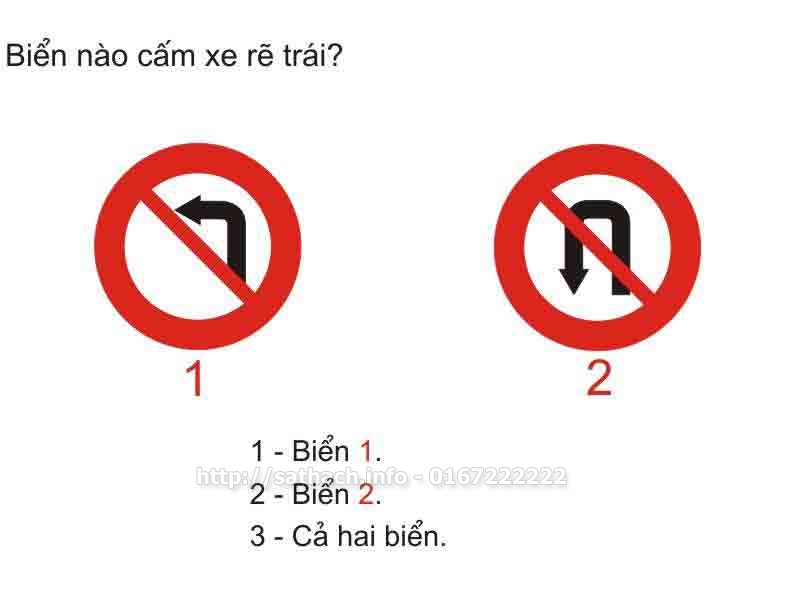 Biển nào cấm xe rẽ trái?
1
2
1 - Biển 1.
http://sathach.info - 0167222222
2 - Biển 2.
3 - Cả hai biển.